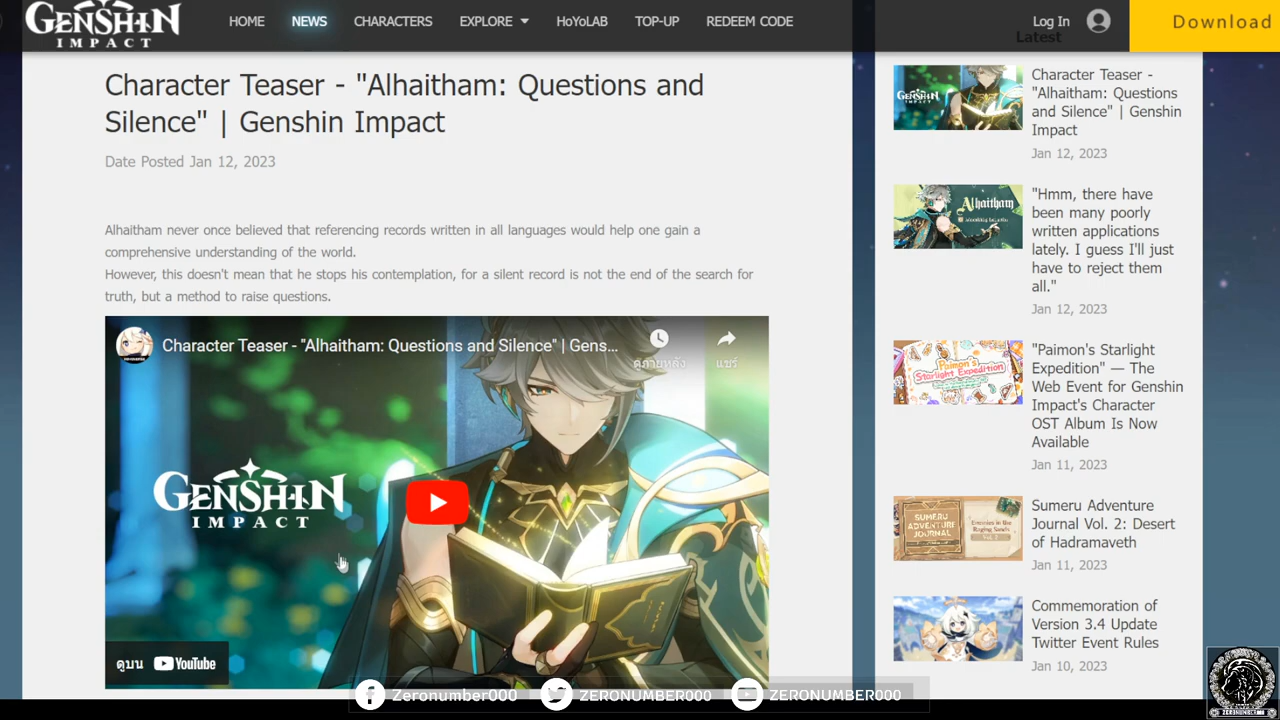 GENSHIN
IMPACT
HOME
NEWS
CHARACTERS
EXPLORE
HoYoLAB
TOP-UP
REDEEM CODE
Log In
Download
Character Teaser - "Alhaitham: Questions and
Silence" | Genshin Impact
Date Posted Jan 12, 2023
Alhaitham never once believed that referencing records written in all languages would help one gain a
comprehensive understanding of the world.
However, this doesn't mean that he stops his contemplation, for a silent record is not the end of the search for
truth, but a method to raise questions.
Character Teaser - "Alhaitham: Questions and Silence" | Gens...
ดูภายหลัง
แชร์
GENSHIN
IMPACT
ดูบน
YouTube
Latest
GENSHIN
IMPACT
Character Teaser -
"Alhaitham: Questions
and Silence" | Genshin
Impact
Jan 12, 2023
Alhaitham
"Hmm, there have
been many poorly
written applications
lately. I guess I'll just
have to reject them
all."
Jan 12, 2023
Paimon's
Starlight Expedition
"Paimon's Starlight
Expedition" — The
Web Event for Genshin
Impact's Character
OST Album Is Now
Available
Jan 11, 2023
SUMERU
ADVENTURE
JOURNAL
Vol. 2
Sumeru Adventure
Journal Vol. 2: Desert
of Hadramaveth
Jan 11, 2023
Commemoration of
Version 3.4 Update
Twitter Event Rules
Jan 10, 2023
Zeronumber000
ZERONUMBER000
ZERONUMBER000
ZERONUMBER000